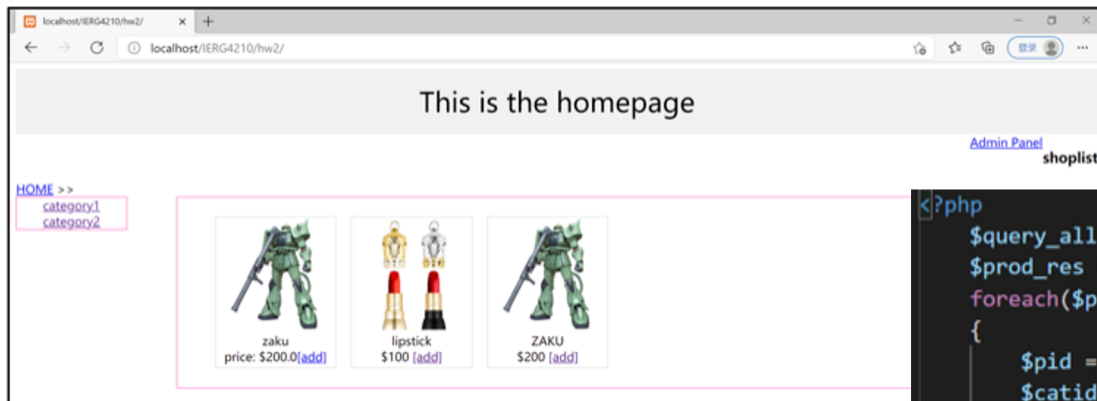 localhost/IERG4210/hw2/
localhost/IERG4210/hw2/
登录
This is the homepage
Admin Panel
shoplist
HOME >>
category1
category2
zaku
price: $200.0[add]
lipstick
$100 [add]
ZAKU
$200 [add]
<?php
$query_all
$prod_res
foreach($p
{
$pid =
$catid